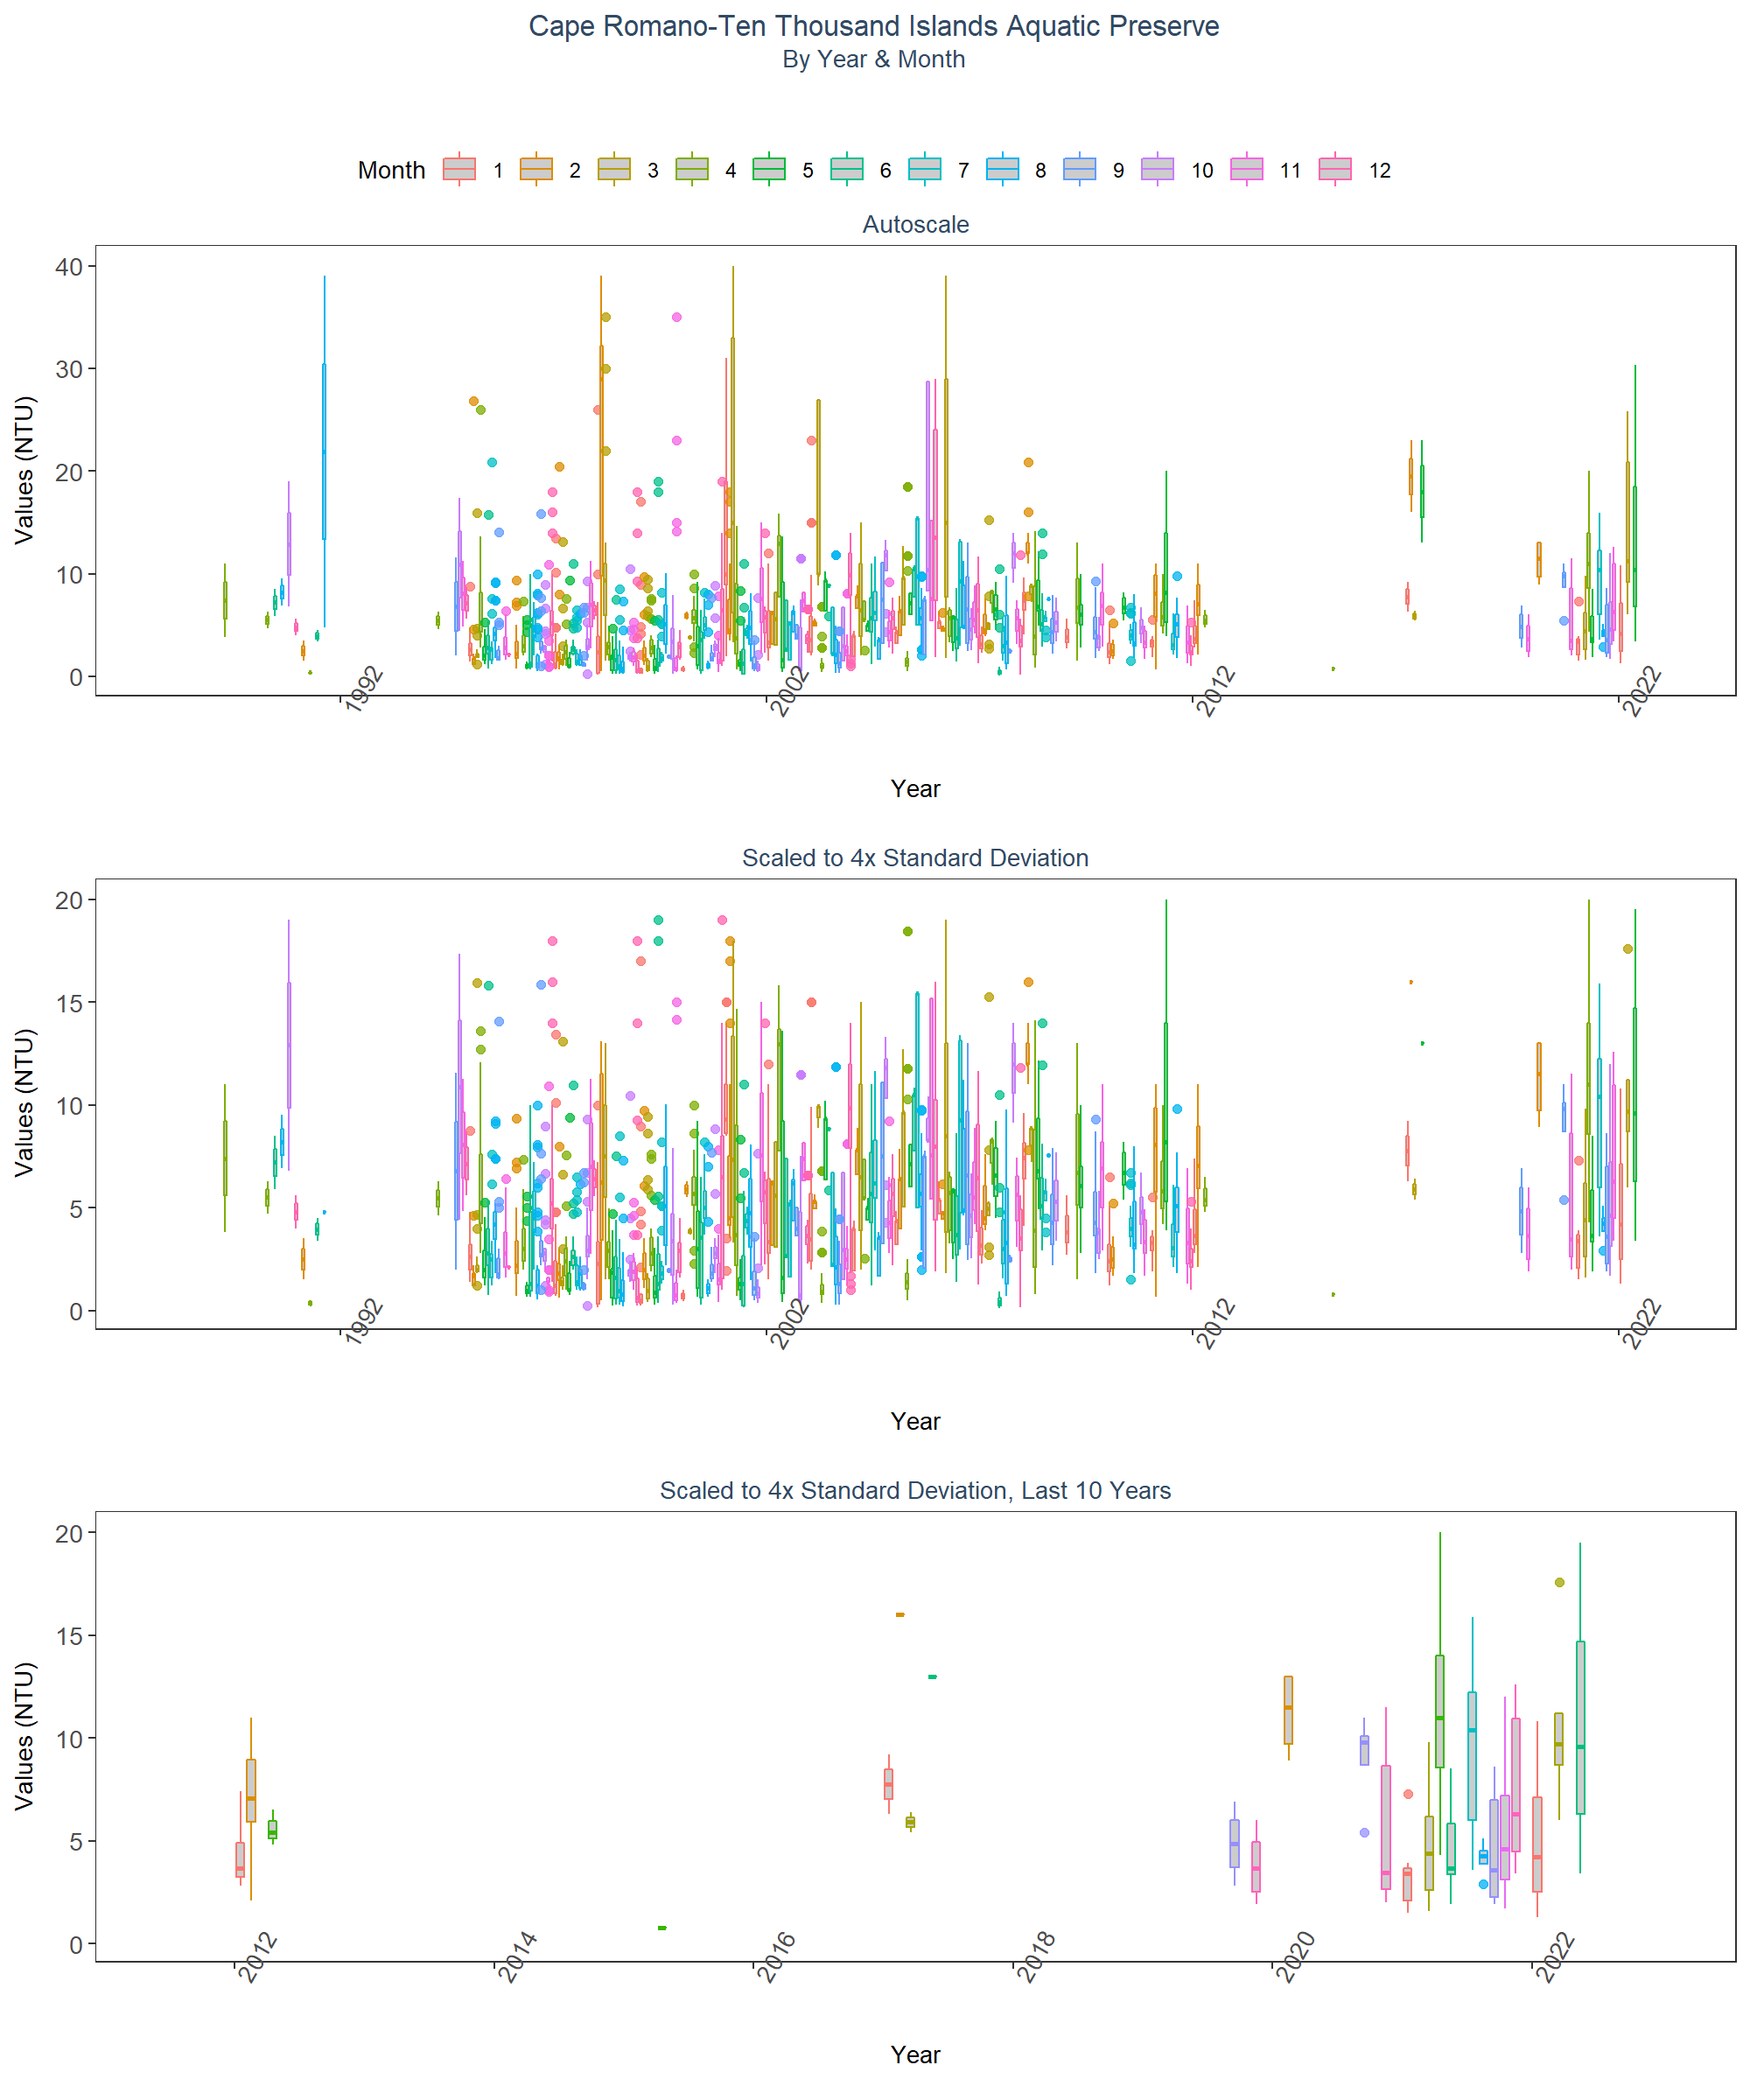 Cape Romano-Ten Thousand Islands Aquatic Preserve
By Year & Month
Month 1 2 3 4 5 6 7 8 9 10 11 12
Autoscale
Values (NTU)
40
30
20
10
0
1992 2002 2012 2022
Year
Scaled to 4x Standard Deviation
Values (NTU)
20
15
10
5
0
1992 2002 2012 2022
Year
Scaled to 4x Standard Deviation, Last 10 Years
Values (NTU)
20
15
10
5
0
2012 2014 2016 2018 2020 2022
Year